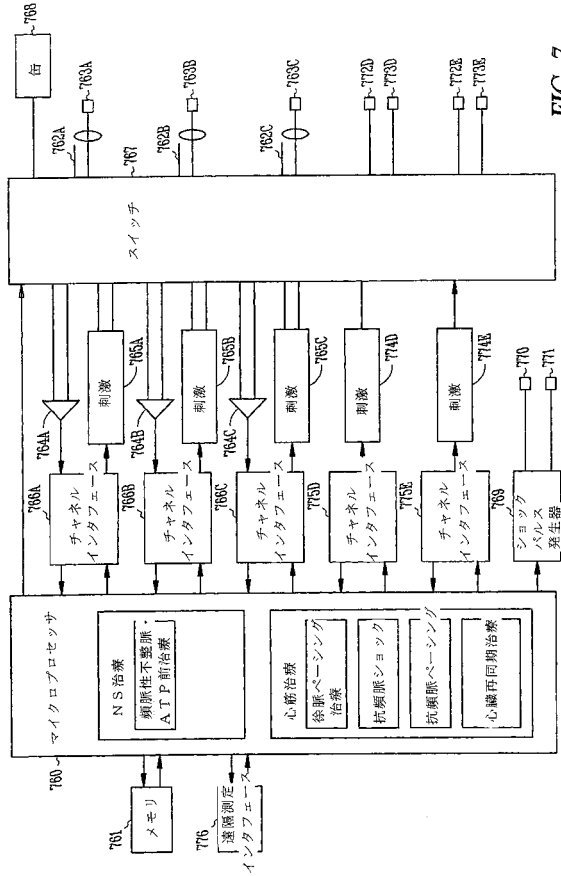 768
缶
762A
763A
762B
763B
762C
763C
772D
773D
772E
773E
767
スイッチ
764A
刺激
765A
764B
刺激
765B
764C
刺激
765C
刺激
774D
刺激
774E
770
771
766A
チャネル
インタフェース
766B
チャネル
インタフェース
766C
チャネル
インタフェース
775D
チャネル
インタフェース
775E
チャネル
インタフェース
769
ショック
パルス
発生器
760
マイクロプロセッサ
NS治療
頻脈性不整脈・
ATP前治療
心筋治療
徐脈ペーシング
治療
抗頻脈ショック
抗頻脈ペーシング
心臓再同期治療
761
メモリ
776
遠隔測定
インタフェース
FIG. 7